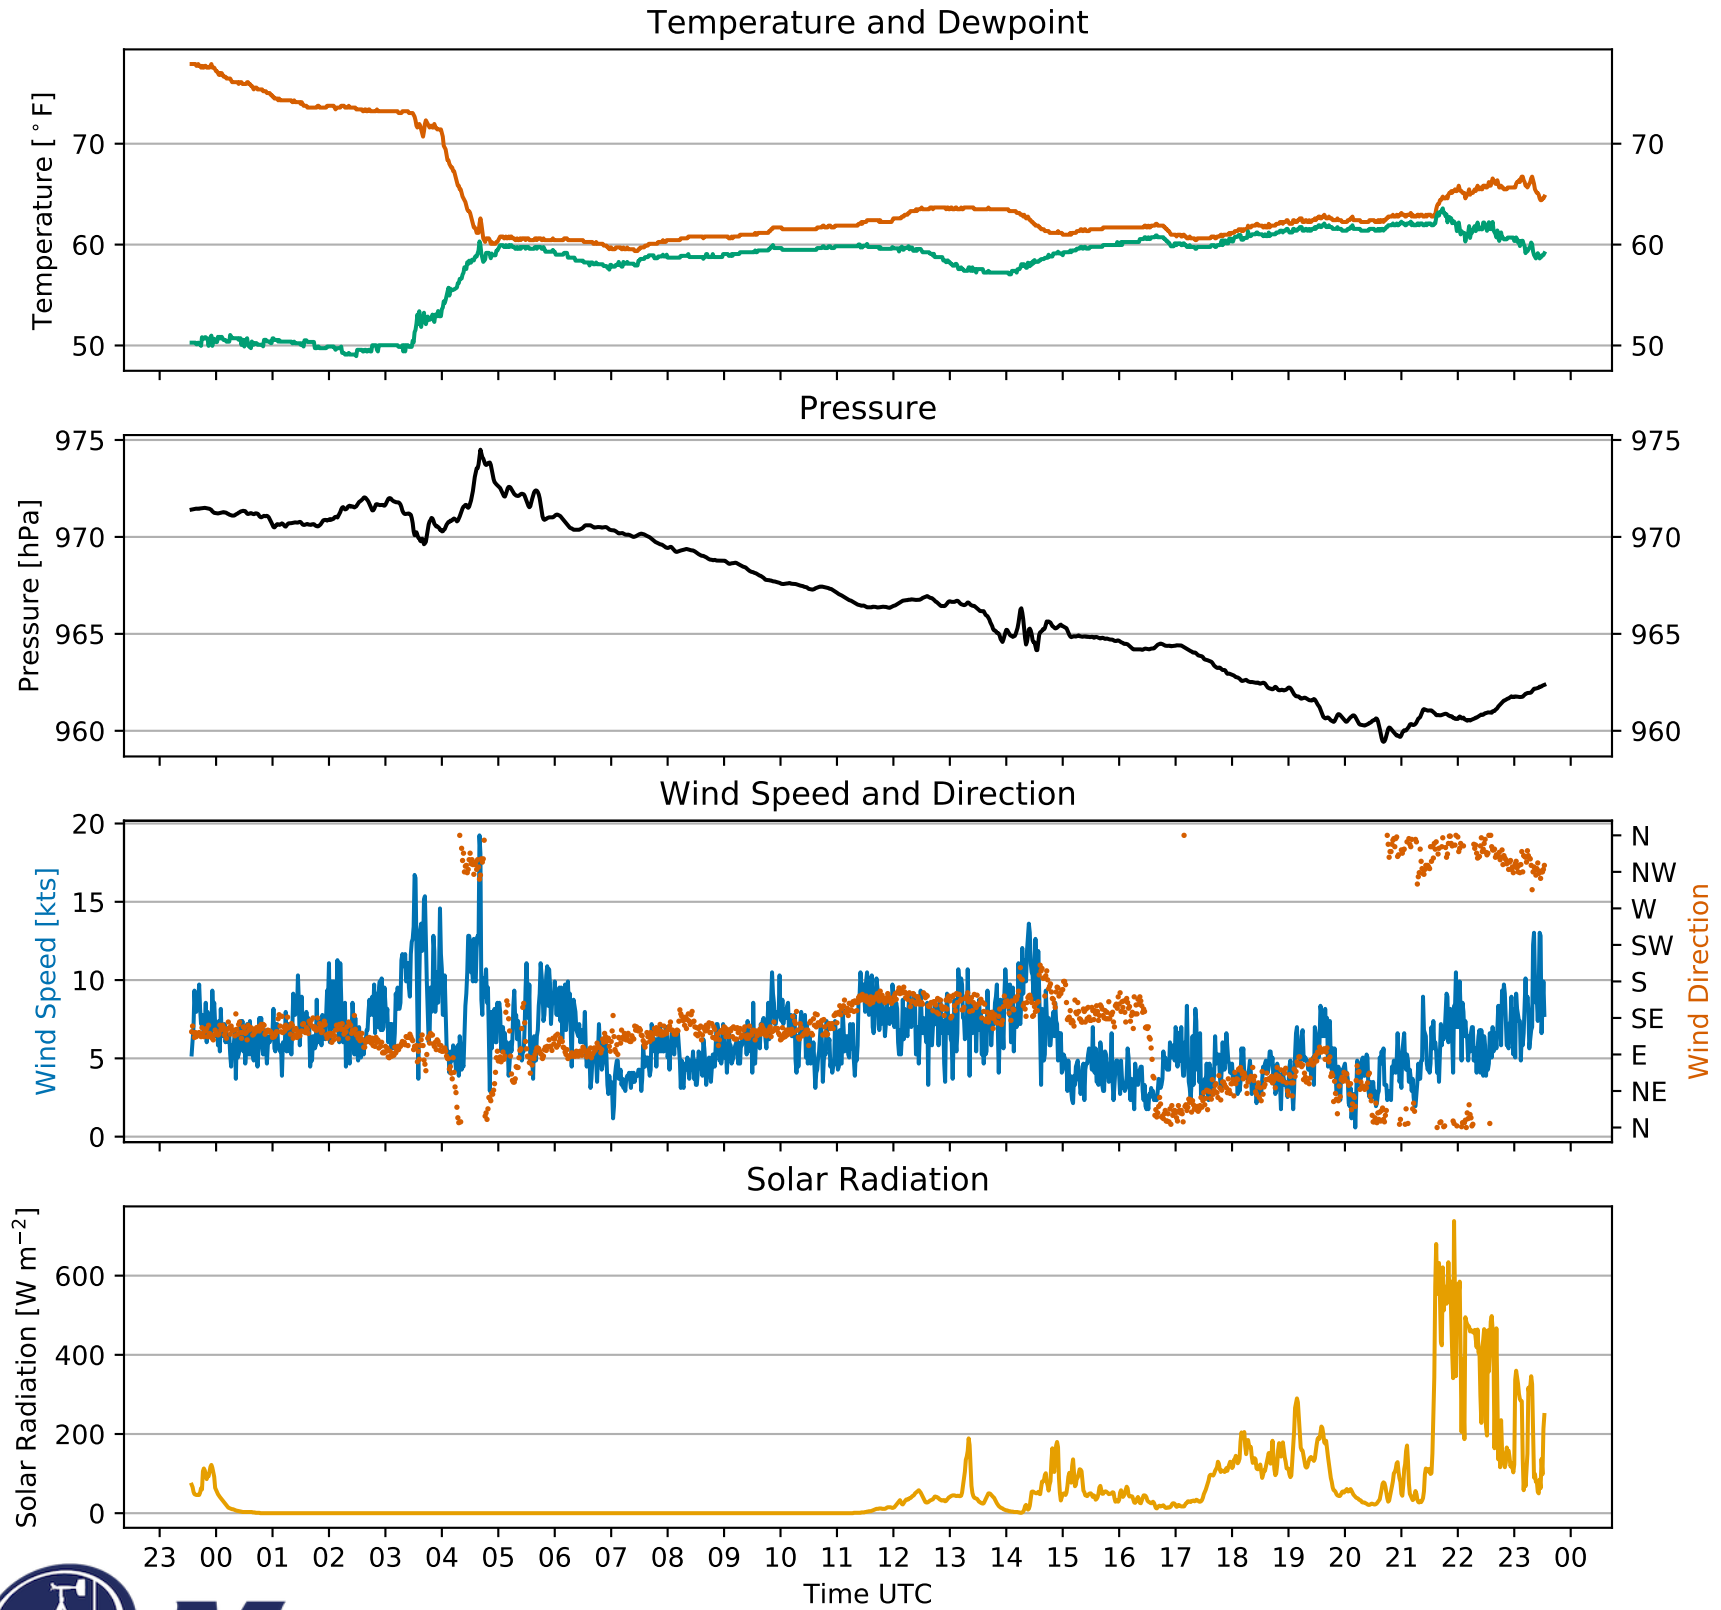 Temperature and Dewpoint
Temperature [°F]
70 70
60 60
50 50
Pressure
Pressure [hPa]
975 975
970 970
965 965
960 960
Wind Speed and Direction
Wind Speed [kts]
Wind Direction
20
15
10
5
0
N
NW
W
SW
S
SE
E
NE
N
Solar Radiation
Solar Radiation [W m−2]
600
400
200
0
23 00 01 02 03 04 05 06 07 08 09 10 11 12 13 14 15 16 17 18 19 20 21 22 23 00
Time UTC